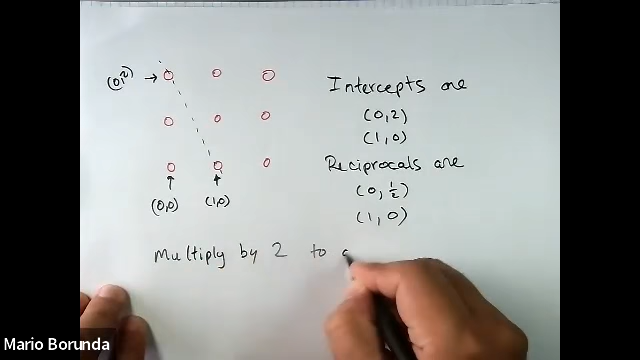 (0,2)
Intercepts are
(0,2)
(1,0)
Reciprocals are
(0, 1/2)
(1, 0)
(0,0)
(1,0)
Multiply by 2 to
Mario Borunda